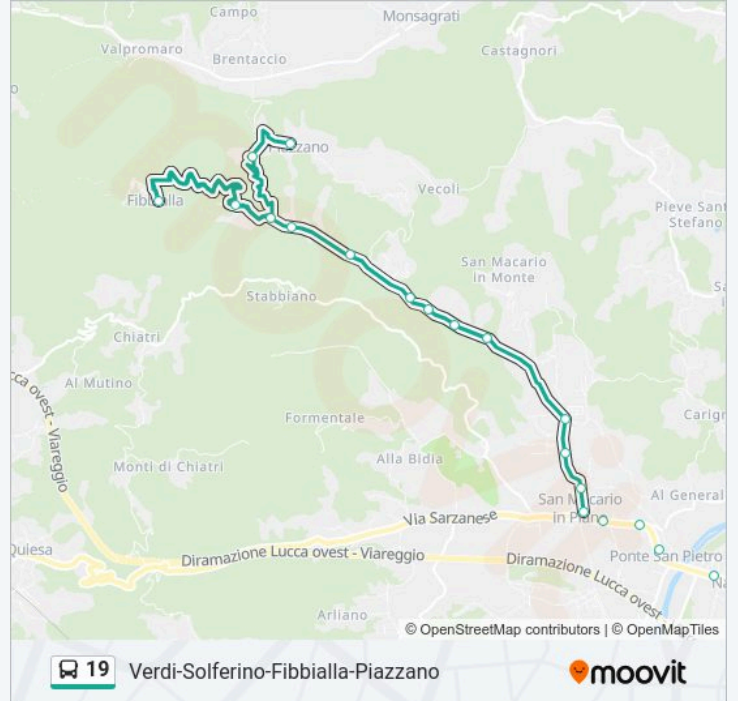 Campo
Monsagrati
Valpromaro
Brentaccio
Castagnori
Piazzano
Vecoli
Fibbialla
Pieve Sant
Stefano
San Macario
in Monte
Stabbiano
Chiatri
Al Mutino
cca ovest - Viareggio
Formentale
Carign
Alla Bidia
Monti di Chiatri
San Macario
in Piano
Al General
Via Sarzanese
Quiesa
Diramazione Lucca ovest - Viareggio
Ponte San Pietro
Diramazione Lucca ovest
Na
Arliano
© OpenStreetMap contributors | © OpenMapTiles
19 Verdi-Solferino-Fibbialla-Piazzano
moovit